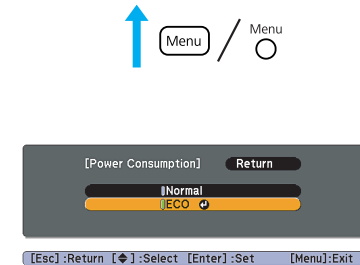 Menu / Menu
[Power Consumption] Return
Normal
ECO
[Esc] :Return [◆] :Select [Enter] :Set [Menu] :Exit